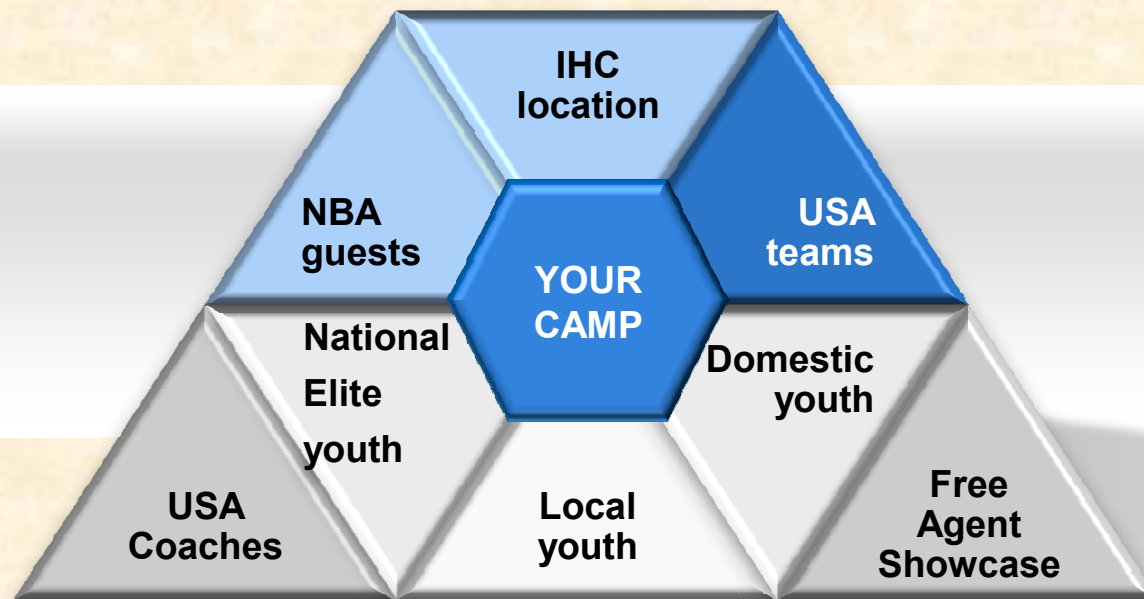 IHC
location
NBA
guests
USA
teams
YOUR
CAMP
National
Elite
youth
Domestic
youth
USA
Coaches
Local
youth
Free
Agent
Showcase